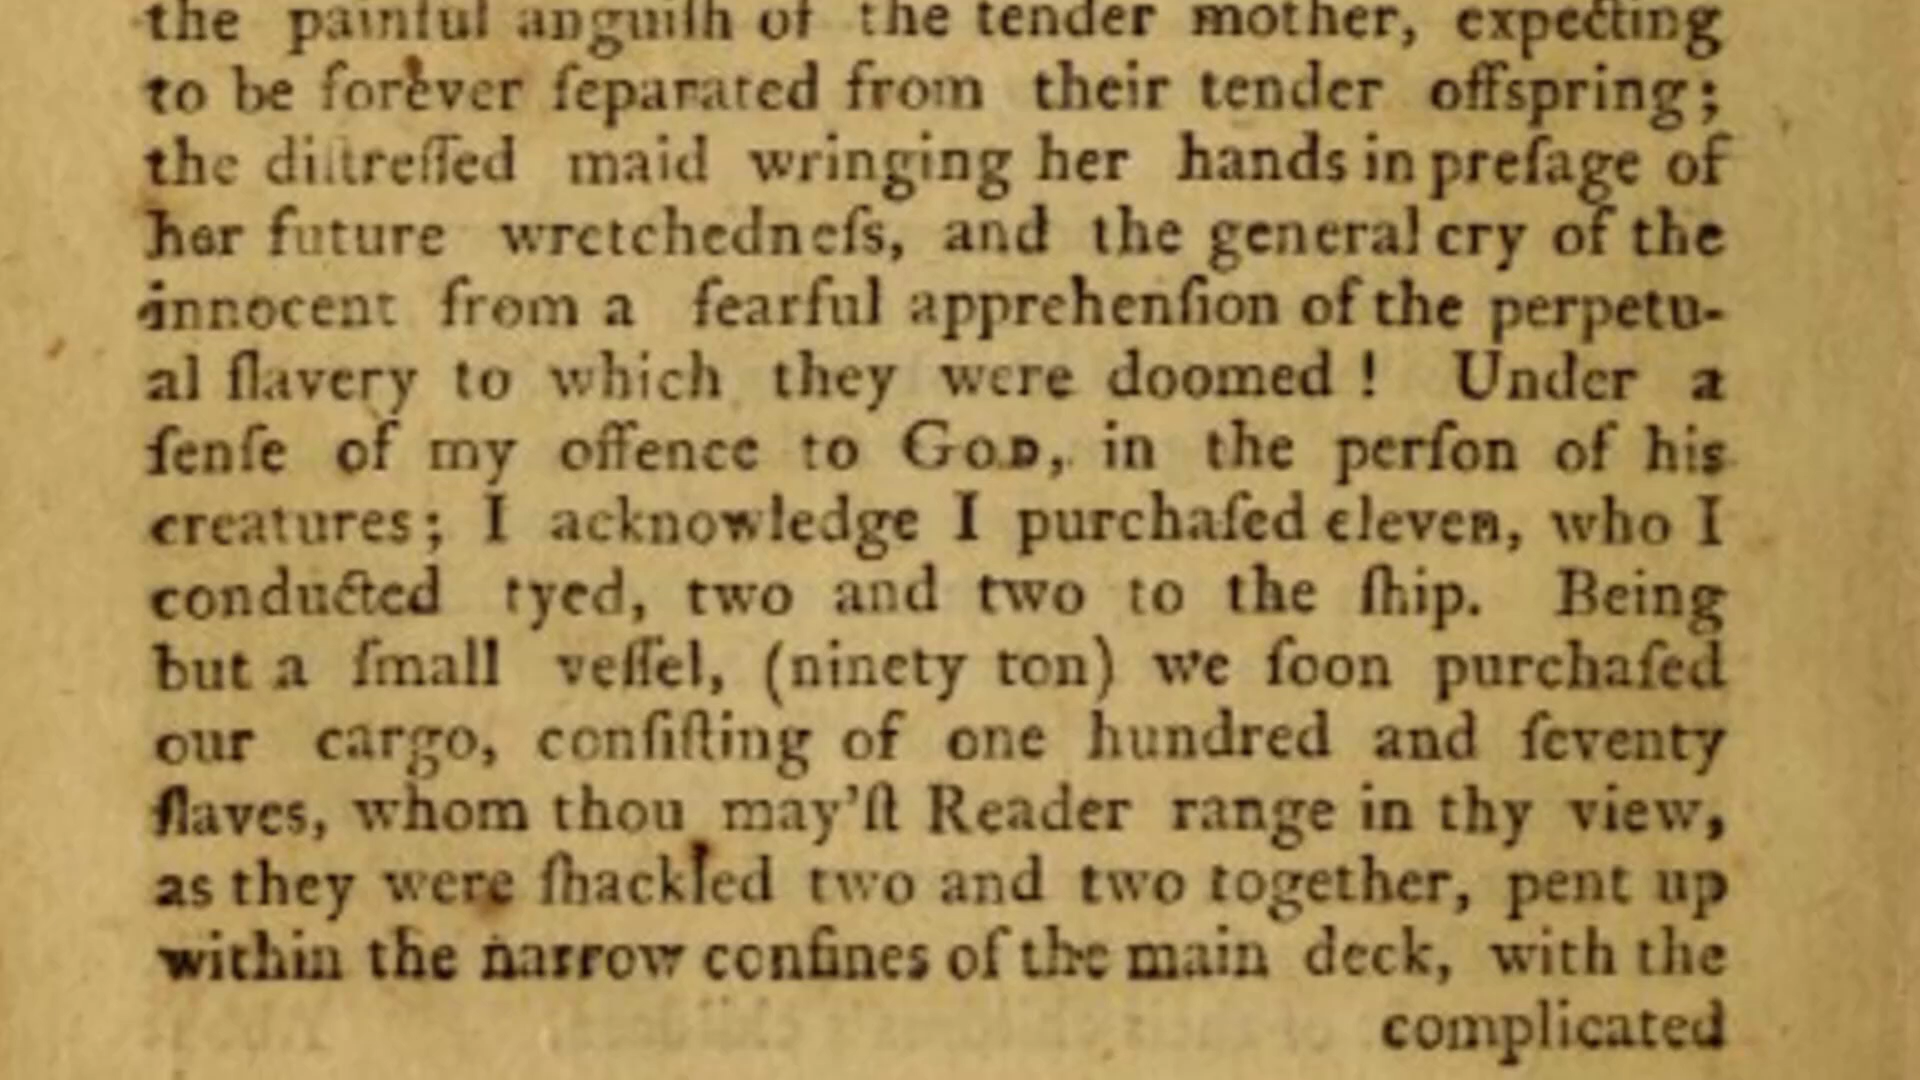 the painful anguiſh of the tender mother, expecting
to be forever ſeparated from their tender offspring;
the diſtreſſed maid wringing her hands in preſage of
her future wretchedneſs, and the general cry of the
innocent from a fearful apprehenſion of the perpetu-
al ſlavery to which they were doomed ! Under a
ſenſe of my offence to GOD, in the perſon of his
creatures; I acknowledge I purchaſed eleven, who I
conducted tyed, two and two to the ſhip. Being
but a ſmall veſſel, (ninety ton) we ſoon purchaſed
our cargo, conſiſting of one hundred and ſeventy
ſlaves, whom thou may'ſt Reader range in thy view,
as they were ſhackled two and two together, pent up
within the narrow confines of the main deck, with the
complicated